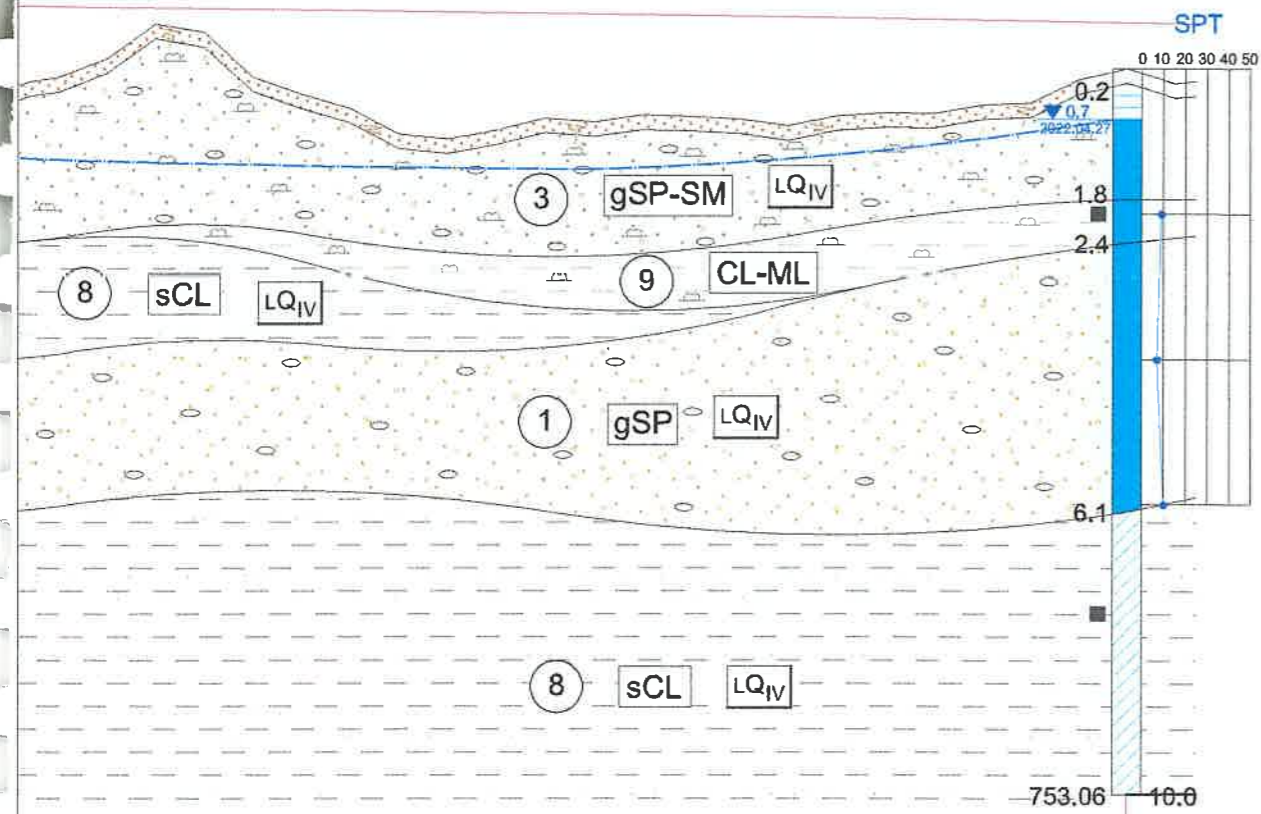 SPT
0 10 20 30 40 50
0.2
0.7
2022.04.27
3 gSP-SM LQIV
1.8
2.4
9 CL-ML
8 sCL LQIV
1 gSP LQIV
6.1
8 sCL LQIV
753.06 10.0